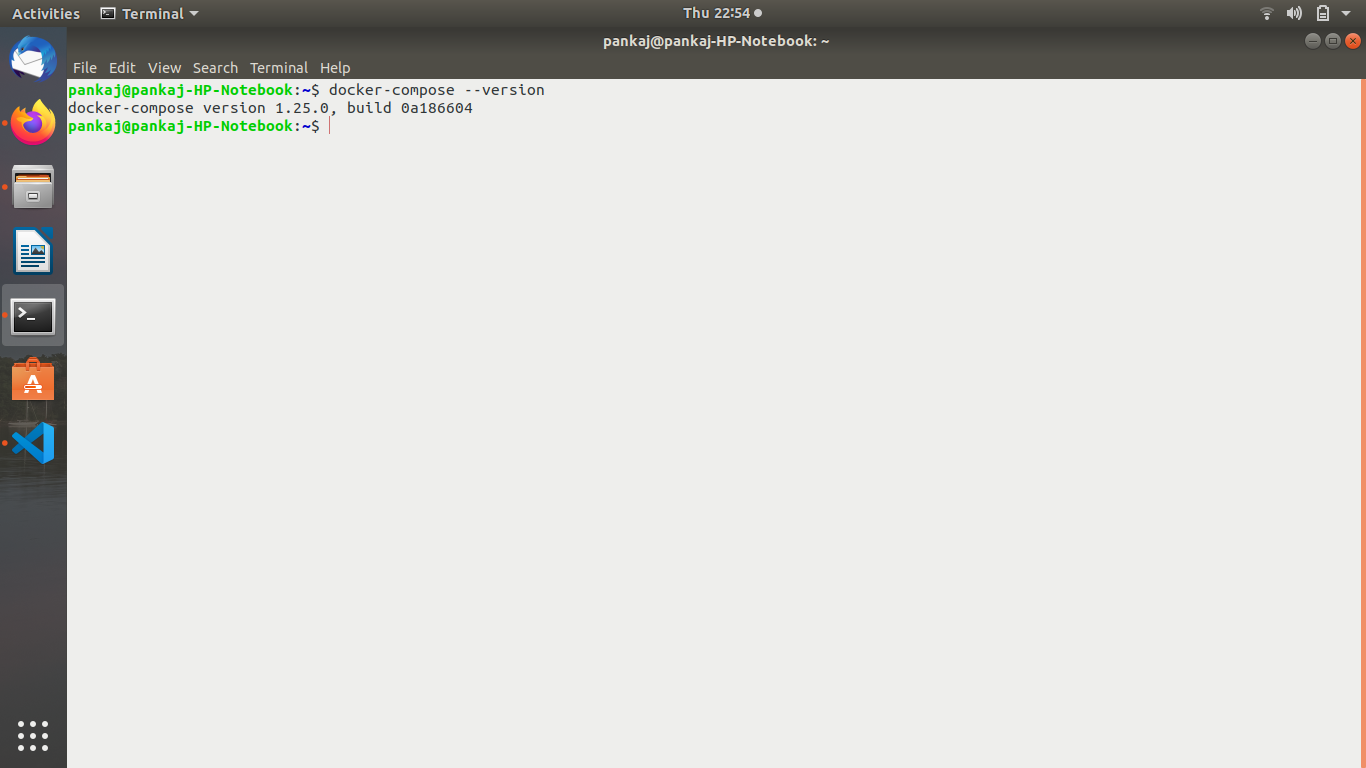 Activities Terminal Thu 22:54
pankaj@pankaj-HP-Notebook: ~
File Edit View Search Terminal Help
pankaj@pankaj-HP-Notebook:~$ docker-compose --version
docker-compose version 1.25.0, build 0a186604
pankaj@pankaj-HP-Notebook:~$